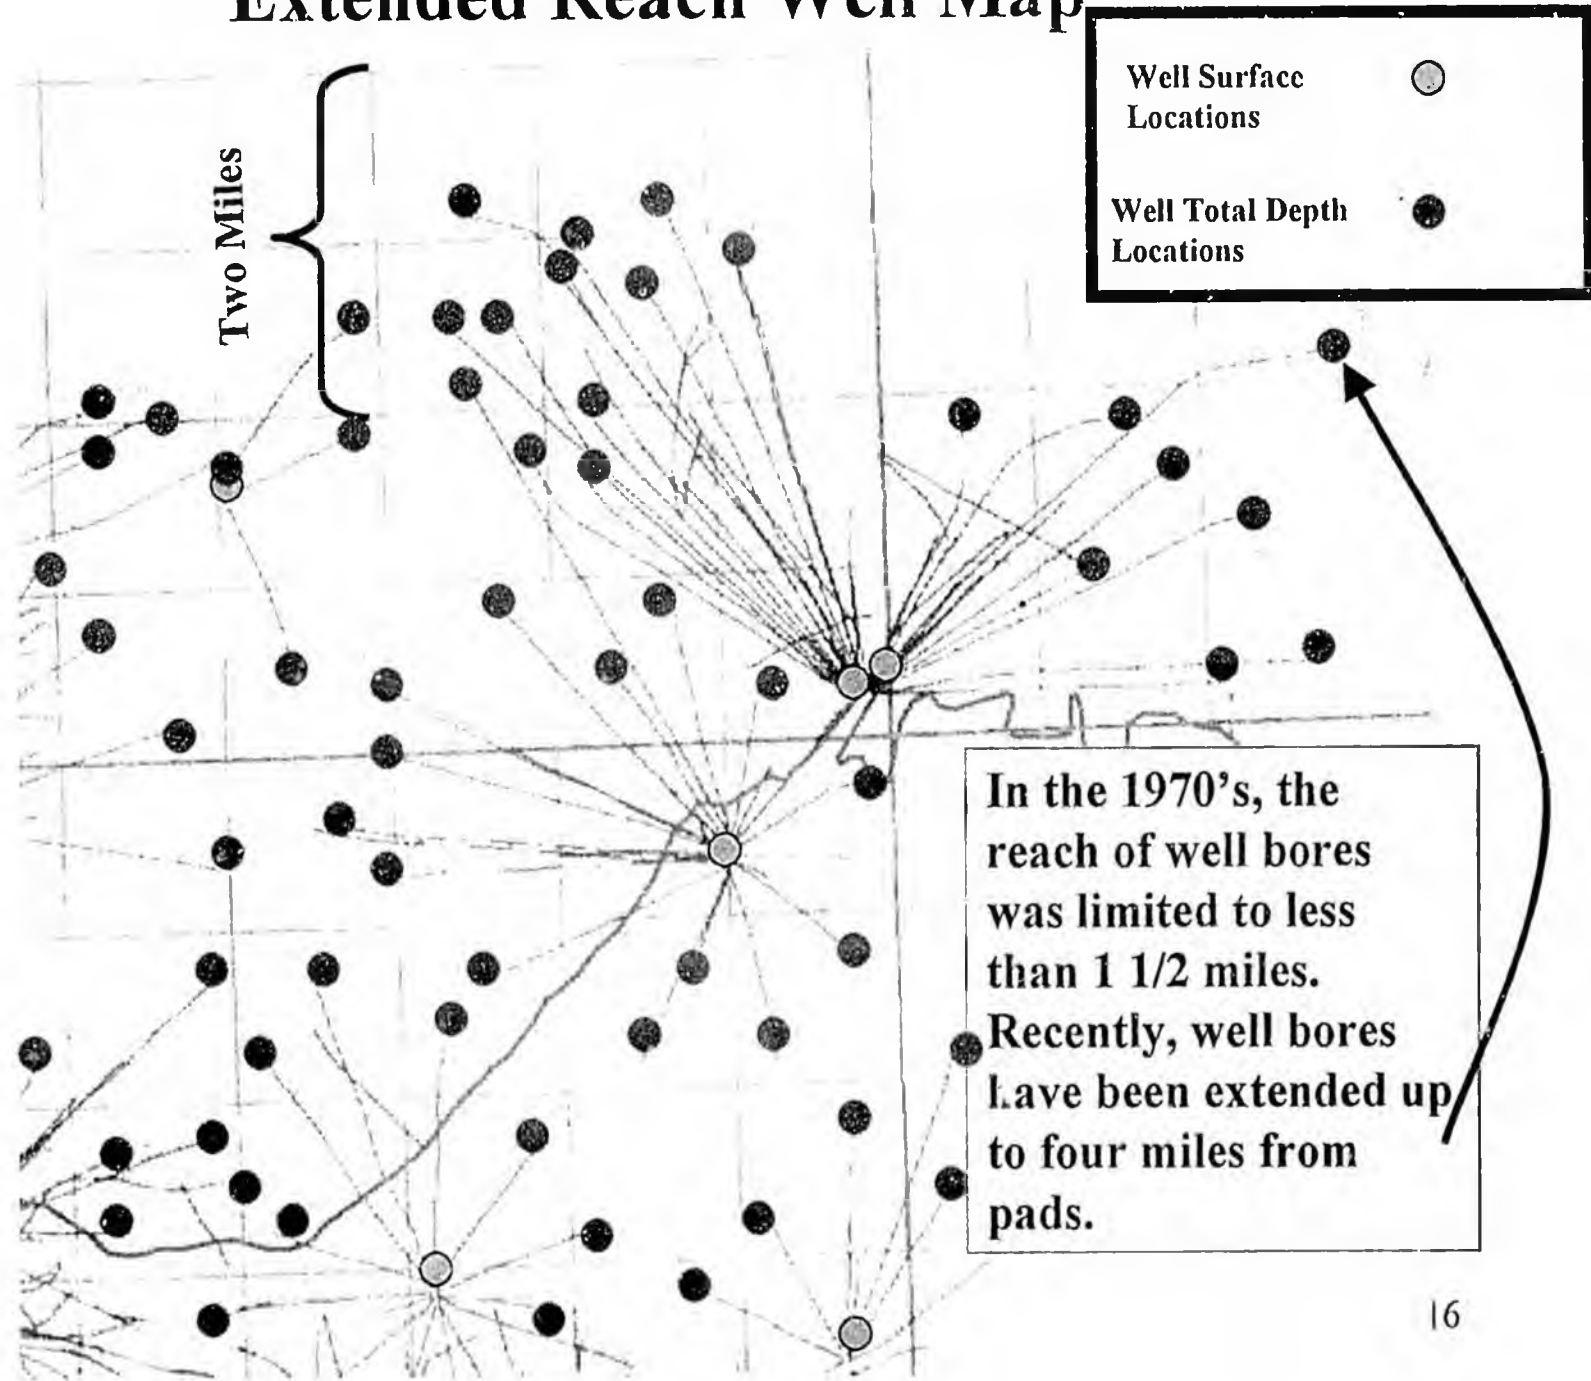 Extended Reach Well Map
Well Surface
Locations
Two Miles
Well Total Depth
Locations
In the 1970's, the
reach of well bores
was limited to less
than 1 1/2 miles.
Recently, well bores
have been extended up
to four miles from
pads.
16